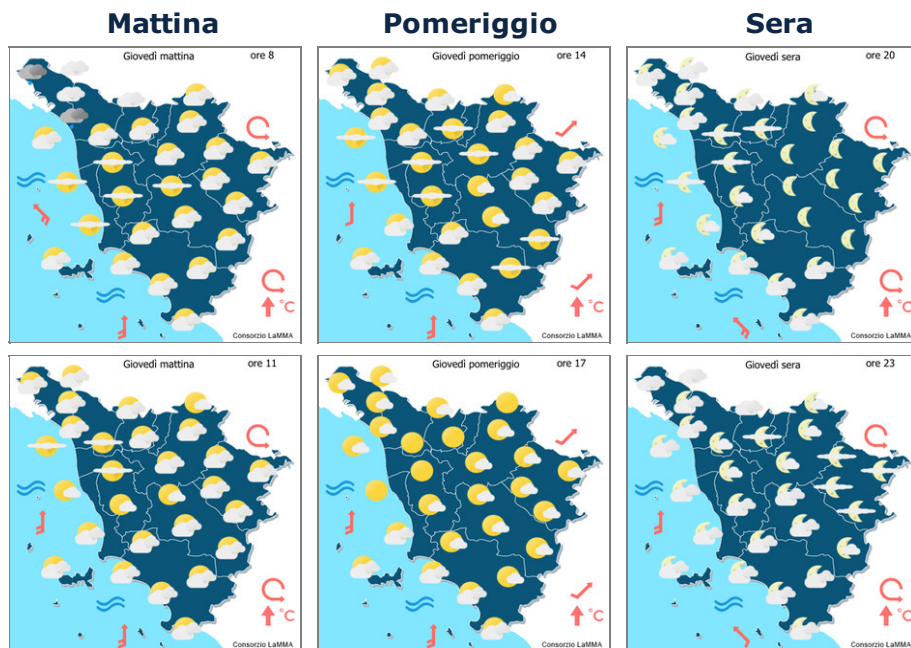 Mattina
Pomeriggio
Sera
Giovedì mattina
ore 8
°C
Consorzio LaMMA
Giovedì pomeriggio
ore 14
°C
Consorzio LaMMA
Giovedì sera
ore 20
°C
Consorzio LaMMA
Giovedì mattina
ore 11
°C
Consorzio LaMMA
Giovedì pomeriggio
ore 17
°C
Consorzio LaMMA
Giovedì sera
ore 23
°C
Consorzio LaMMA